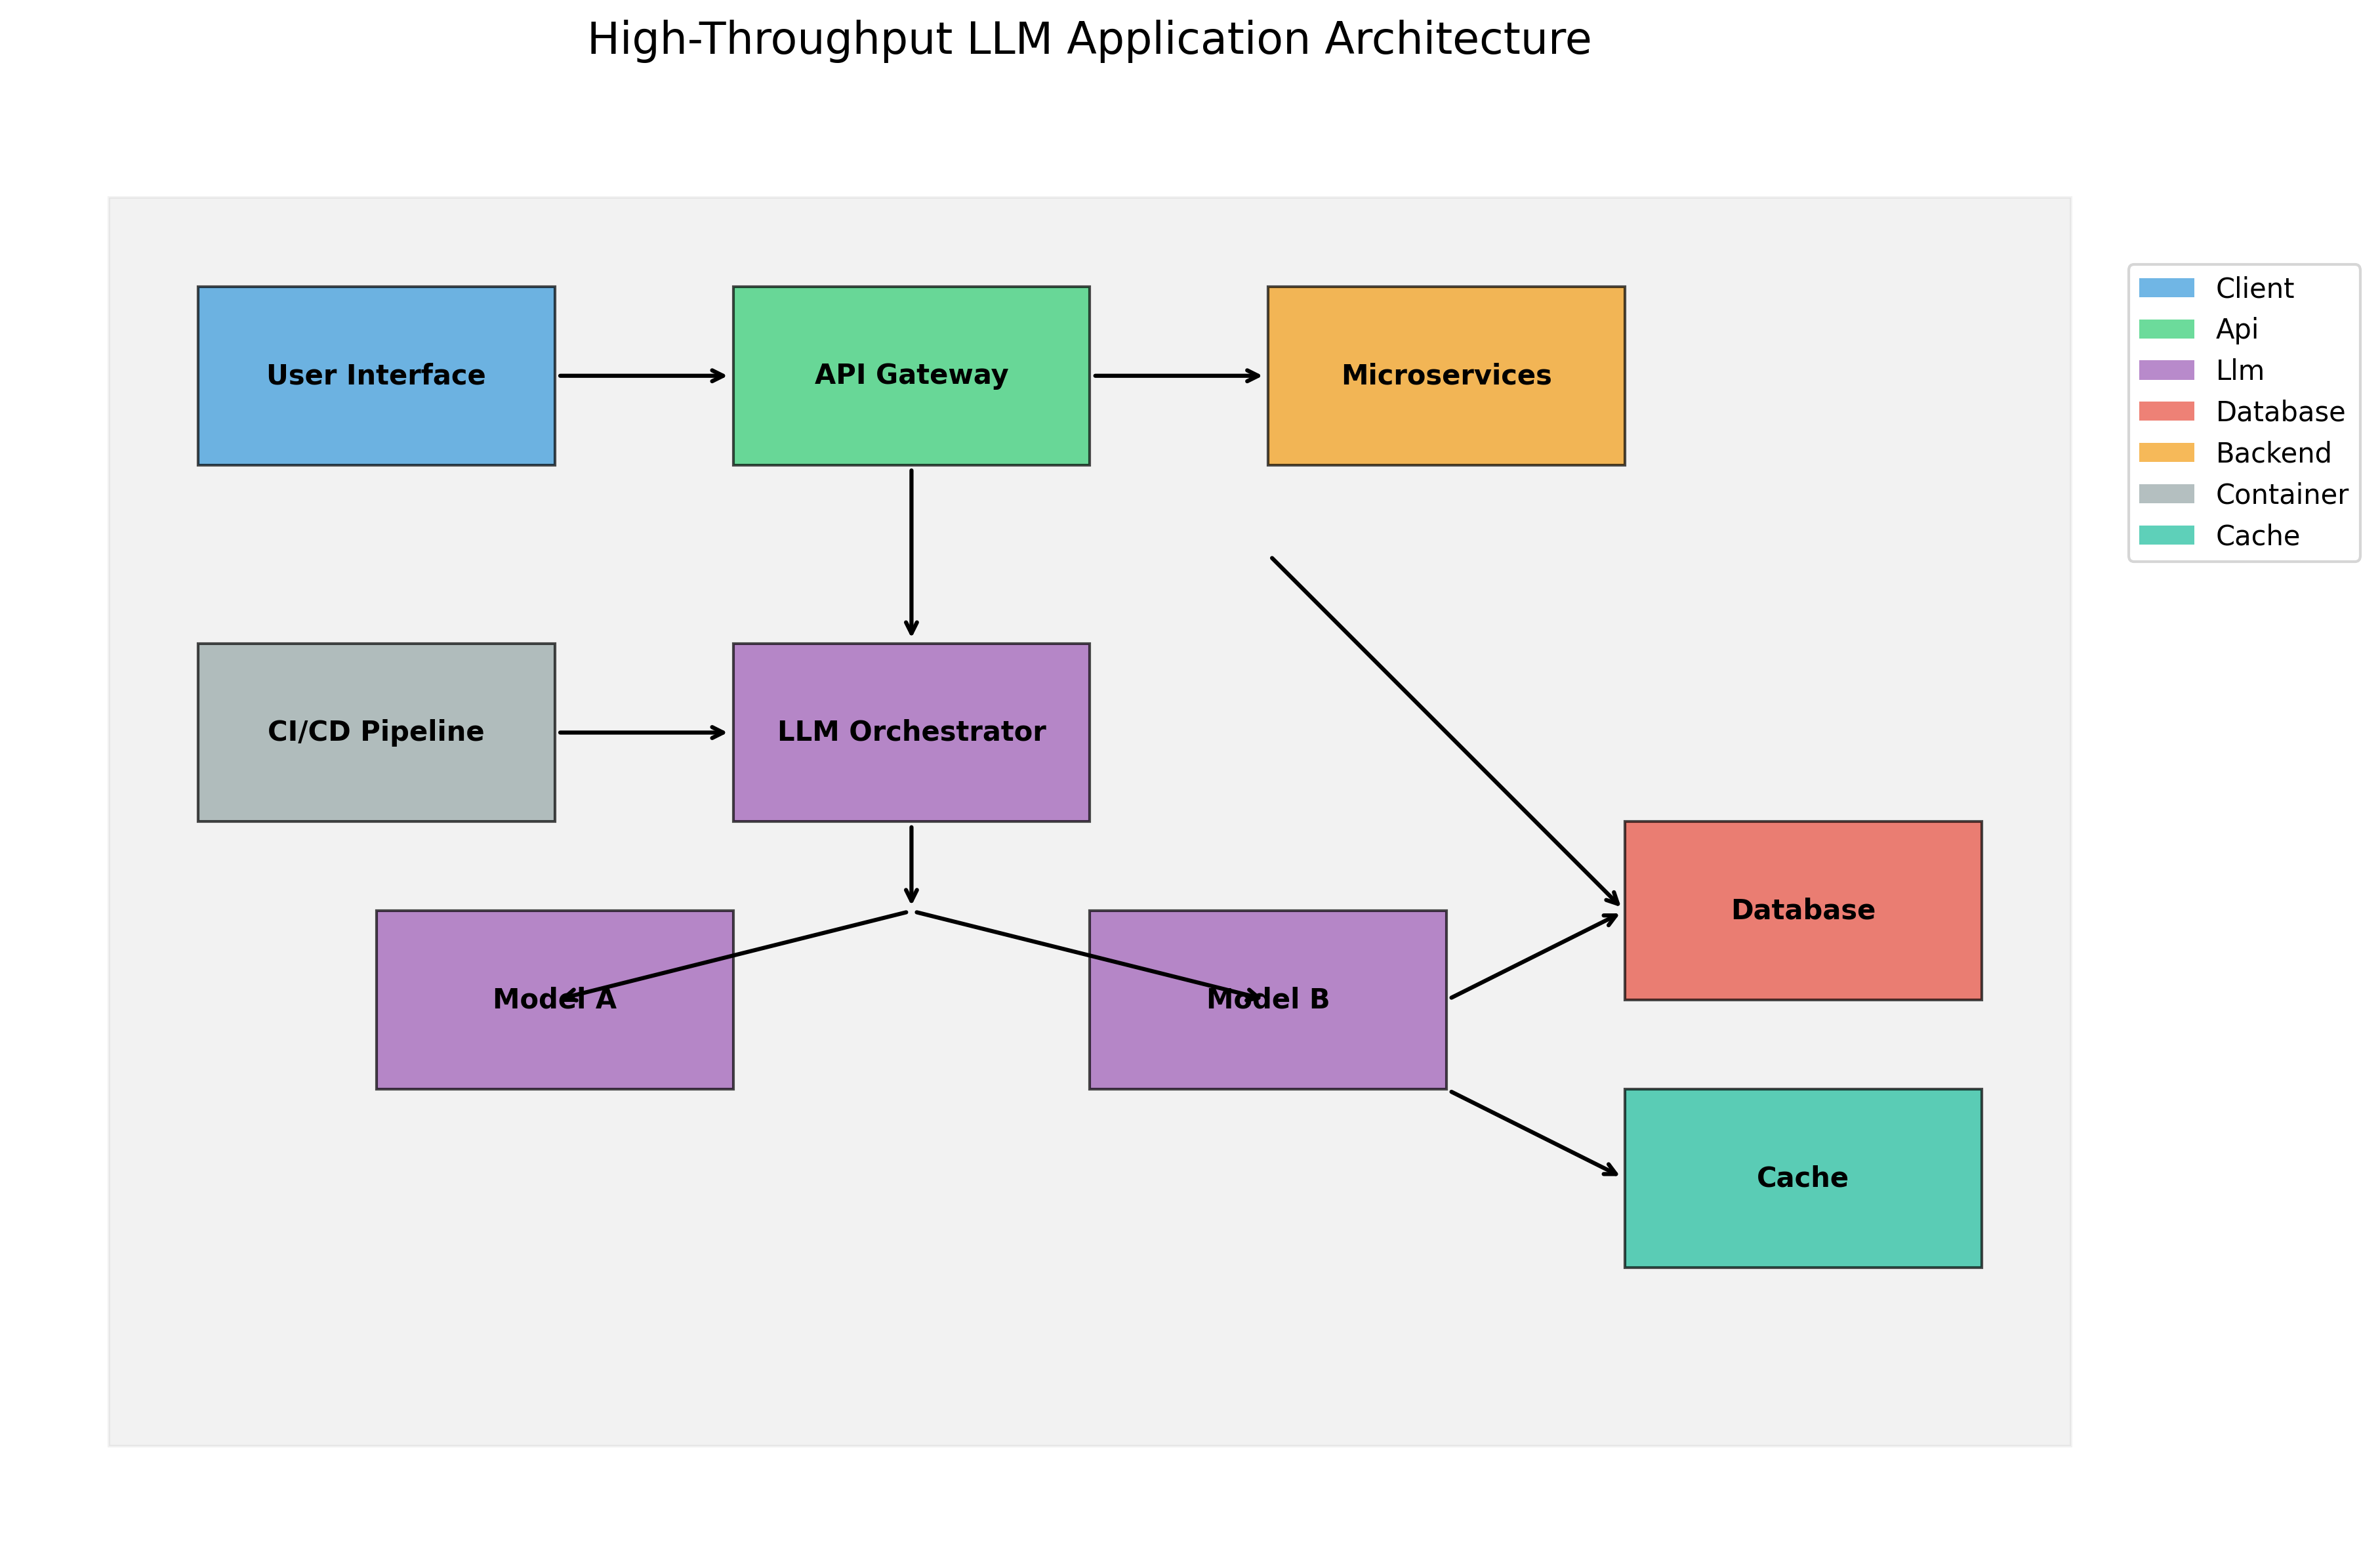 High-Throughput LLM Application Architecture
User Interface
API Gateway
Microservices
Client
Api
Llm
Database
Backend
Container
Cache
CI/CD Pipeline
LLM Orchestrator
Database
Model A
Model B
Cache